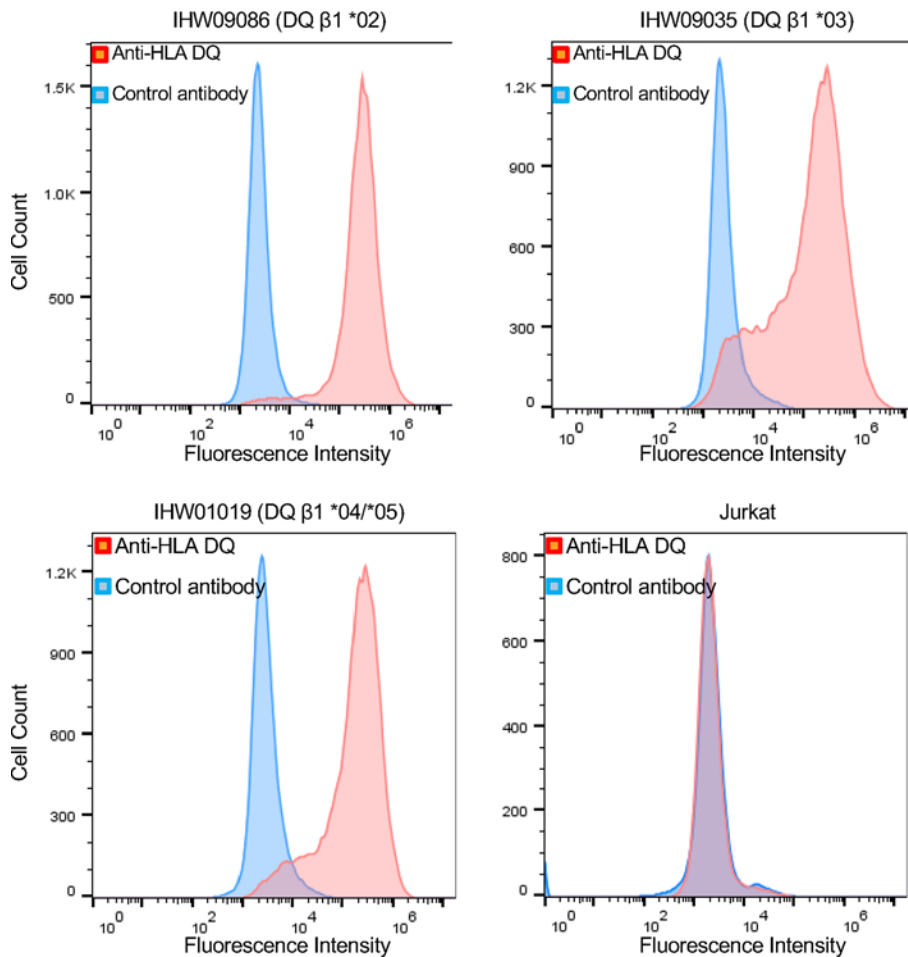 IHW09086 (DQ β1 *02)
Anti-HLA DQ
Control antibody
1.5K
1.0K
500
0
Cell Count
10^0 10^2 10^4 10^6
Fluorescence Intensity
IHW09035 (DQ β1 *03)
Anti-HLA DQ
Control antibody
1.2K
900
600
300
0
10^0 10^2 10^4 10^6
Fluorescence Intensity
IHW01019 (DQ β1 *04/*05)
Anti-HLA DQ
Control antibody
1.2K
900
600
300
0
Cell Count
10^0 10^2 10^4 10^6
Fluorescence Intensity
Jurkat
Anti-HLA DQ
Control antibody
800
600
400
200
0
10^0 10^2 10^4 10^6
Fluorescence Intensity